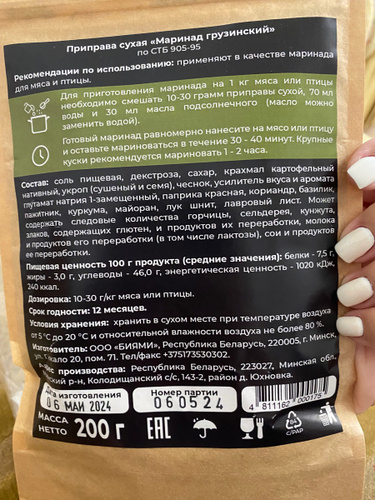 Приправа сухая «Маринад грузинский»
по СТБ 905-95
Рекомендации по использованию: применяют в качестве маринада
для мяса и птицы.
Для приготовления маринада на 1 кг мяса или птицы
необходимо смешать 10-30 грамм приправы сухой, 70 мл
воды и 30 мл масла подсолнечного (масло можно
заменить водой).
Готовый маринад равномерно нанесите на мясо или птицу
и оставьте мариноваться в течение 30 - 40 минут. Крупные
куски рекомендуем мариновать 1 - 2 часа.
Состав: соль пищевая, декстроза, сахар, крахмал картофельный
нативный, укроп (сушеный и семя), чеснок, усилитель вкуса и аромата
глутамат натрия 1-замещенный, паприка красная, кориандр, базилик,
пажитник, куркума, майоран, лук шнит, лавровый лист. Может
содержать следовые количества горчицы, сельдерея, кунжута,
злаков, содержащих глютен, и продуктов их переработки, молока
и продуктов его переработки (в том числе лактозы), сои и продуктов
ее переработки.
Пищевая ценность 100 г продукта (средние значения): белки - 7,5 г,
жиры - 3,0 г, углеводы - 46,0 г, энергетическая ценность - 1020 кДж,
240 ккал.
Дозировка: 10-30 г/кг мяса или птицы.
Срок годности: 12 месяцев.
Условия хранения: хранить в сухом месте при температуре воздуха
от 5 °С до 20 °С и относительной влажности воздуха не более 80 %.
Изготовитель: ООО «БИЯМИ», Республика Беларусь, 220005, г. Минск,
ул. Гикало 20, пом. 71. Тел/факс +375173530302.
Адрес производства: Республика Беларусь, 223027, Минская обл.,
Минский р-н, Колодищанский с/с, 143-2, район д. Юхновка.
Дата изготовления
06 МАЙ 2024
Номер партии
060524
4 811162 000175
МАССА
НЕТТО 200 г
EAC
81
C/PAP